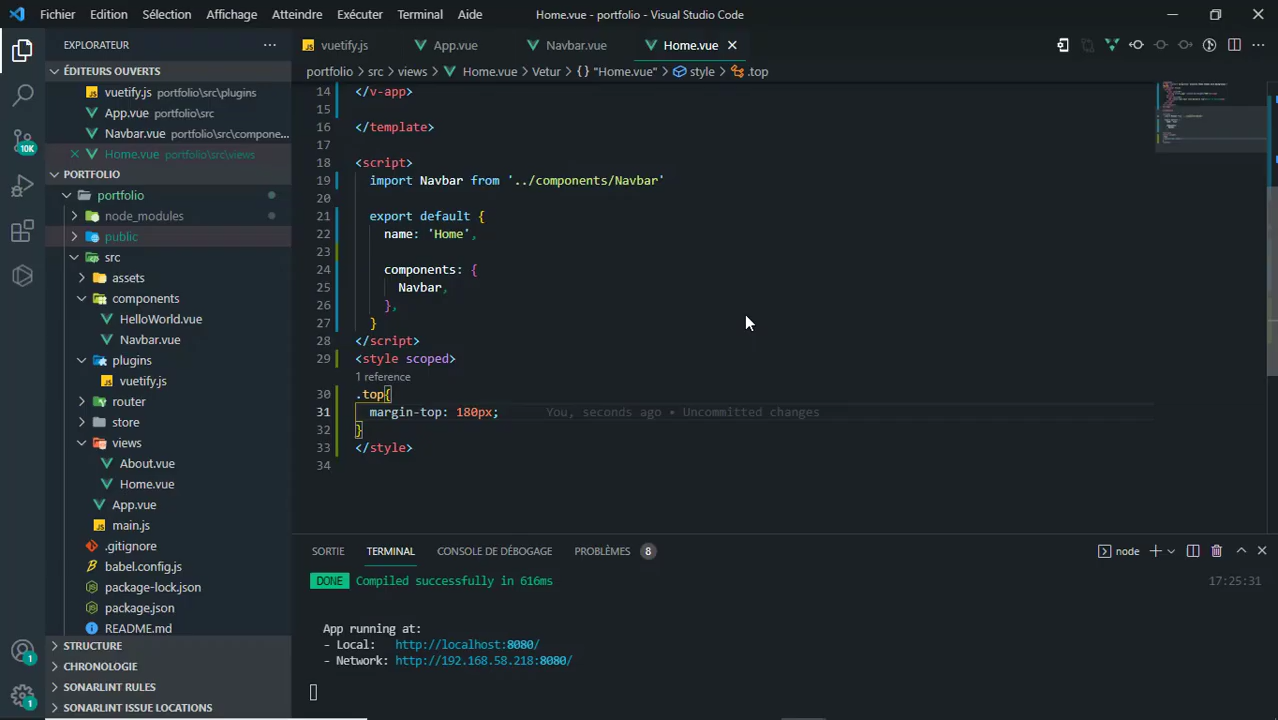 Fichier Edition Sélection Affichage Atteindre Exécuter Terminal Aide Home.vue - portfolio - Visual Studio Code
EXPLORATEUR
vuetify.js App.vue Navbar.vue Home.vue
portfolio > src > views > Home.vue > Vetur > {} "Home.vue" > style > .top
ÉDITEURS OUVERTS
vuetify.js portfolio\src\plugins
App.vue portfolio\src
Navbar.vue portfolio\src\compone...
Home.vue portfolio\src\views
PORTFOLIO
portfolio
node_modules
public
src
assets
components
HelloWorld.vue
Navbar.vue
plugins
vuetify.js
router
store
views
About.vue
Home.vue
App.vue
main.js
.gitignore
babel.config.js
package-lock.json
package.json
README.md
STRUCTURE
CHRONOLOGIE
SONARLINT RULES
SONARLINT ISSUE LOCATIONS
10K
1
1
14 </v-app>
15
16 </template>
17
18 <script>
19 import Navbar from '../components/Navbar'
20
21 export default {
22 name: 'Home',
23
24 components: {
25 Navbar,
26 },
27 }
28 </script>
29 <style scoped>
1 reference
30 .top{
31 margin-top: 180px; You, seconds ago • Uncommitted changes
32 }
33 </style>
34
SORTIE TERMINAL CONSOLE DE DÉBOGAGE PROBLÈMES 8 node
DONE Compiled successfully in 616ms 17:25:31
App running at:
- Local: http://localhost:8080/
- Network: http://192.168.58.218:8080/